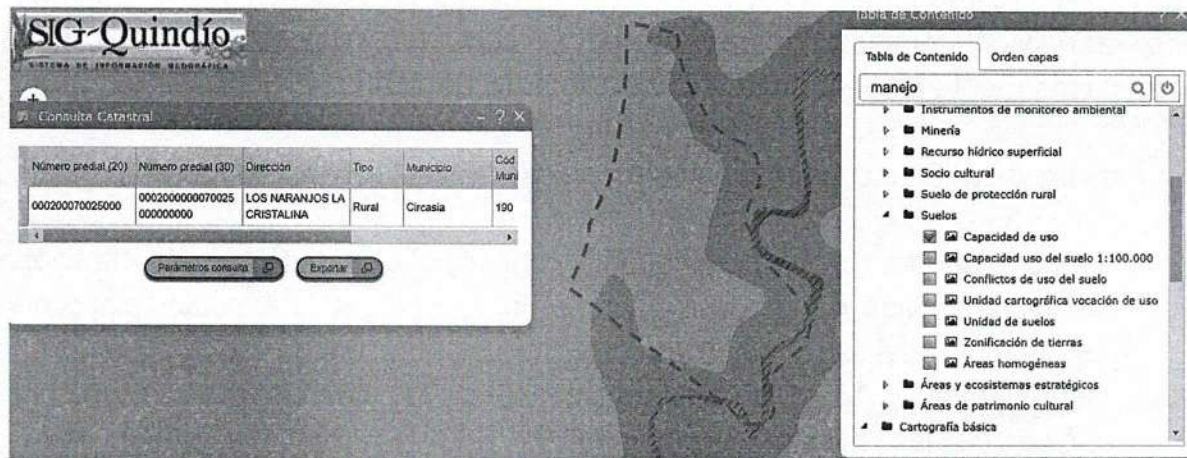 SIG-Quindío
SISTEMA DE INFORMACIÓN GEOGRÁFICA
Consulta Catastral
Número predial (20) Número predial (30) Dirección Tipo Municipio Cód Muni
000200070025000 0002000000070025 000000000 LOS NARANJOS LA CRISTALINA Rural Circasia 190
Parámetros consulta Exportar
Tabla de Contenido
Tabla de Contenido Orden capas
manejo
Instrumentos de monitoreo ambiental
Minería
Recurso hídrico superficial
Socio cultural
Suelo de protección rural
Suelos
Capacidad de uso
Capacidad uso del suelo 1:100.000
Conflictos de uso del suelo
Unidad cartográfica vocación de uso
Unidad de suelos
Zonificación de tierras
Áreas homogéneas
Áreas y ecosistemas estratégicos
Áreas de patrimonio cultural
Cartografía básica